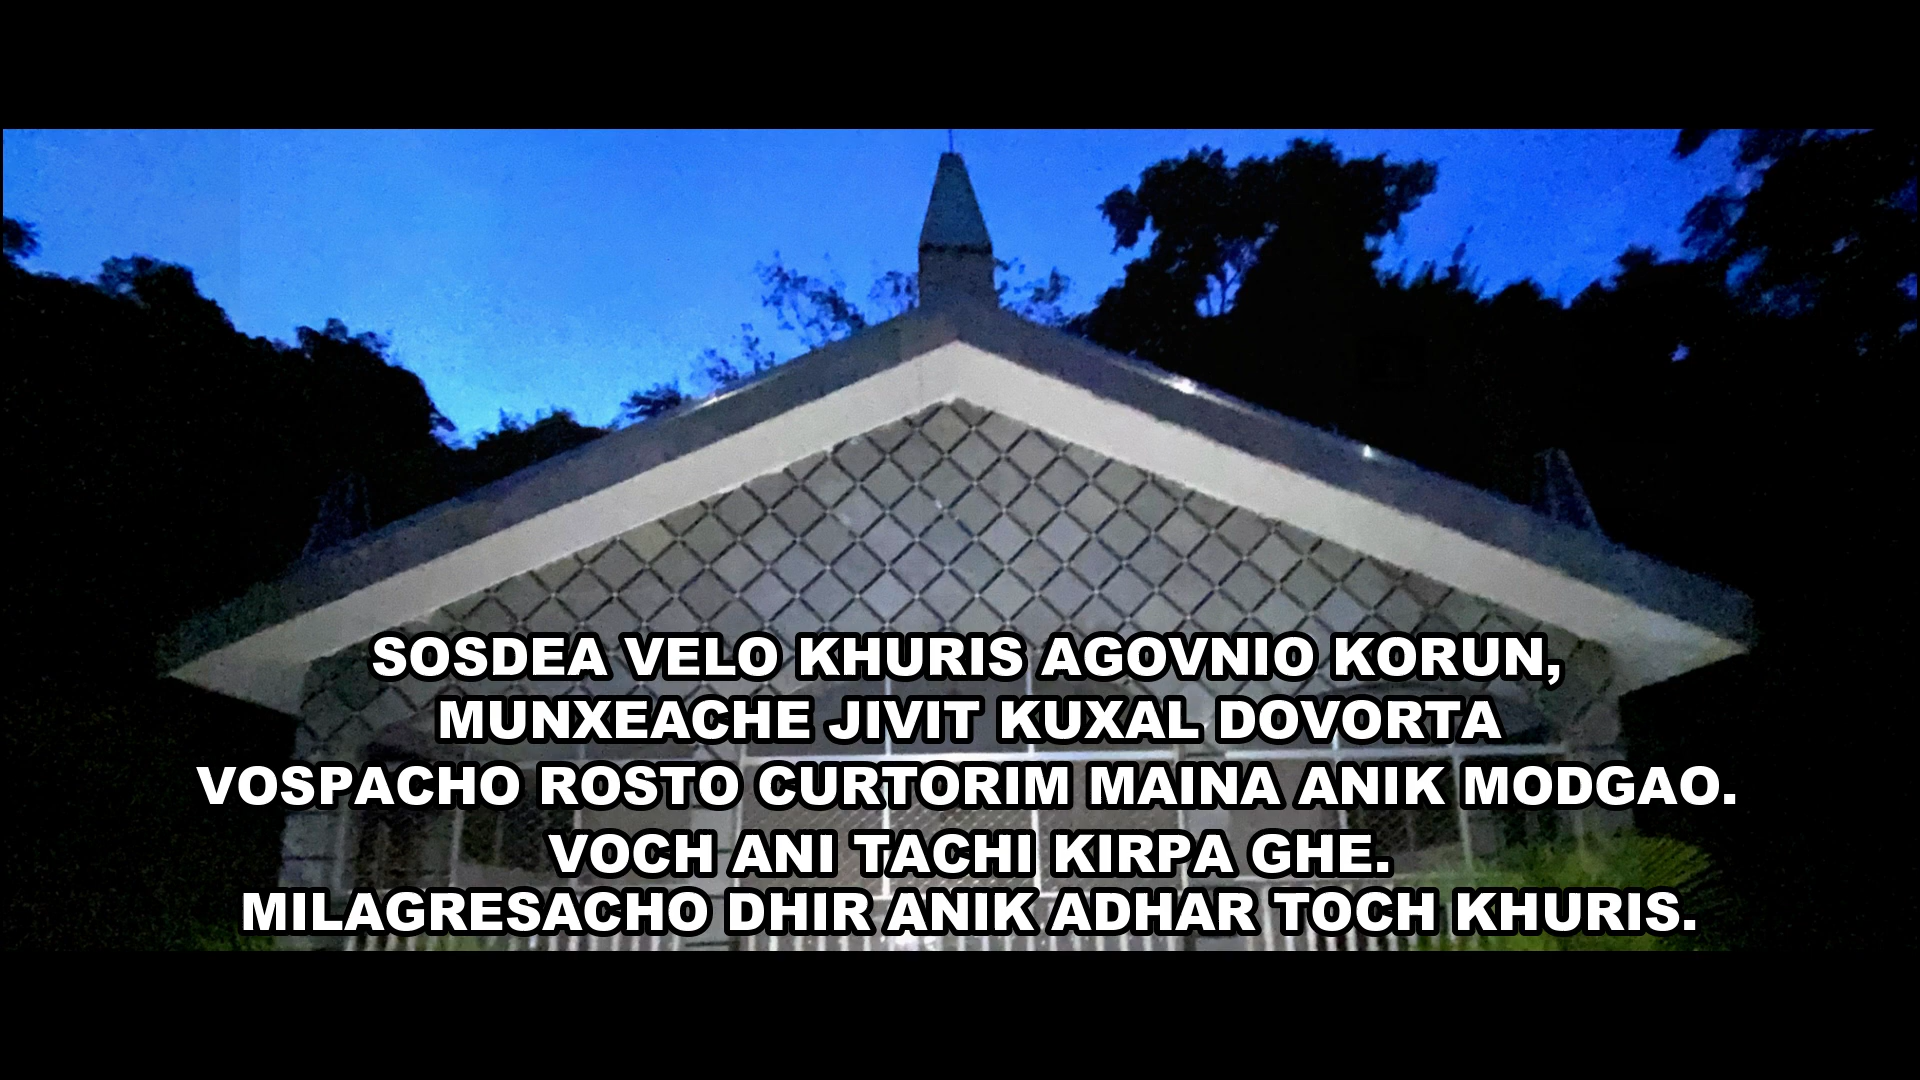 SOSDEA VELO KHURIS AGOVNIO KORUN,
MUNXEACHE JIVIT KUXAL DOVORTA
VOSPACHO ROSTO CURTORIM MAINA ANIK MODGAO.
VOCH ANI TACHI KIRPA GHE.
MILAGRESACHO DHIR ANIK ADHAR TOCH KHURIS.